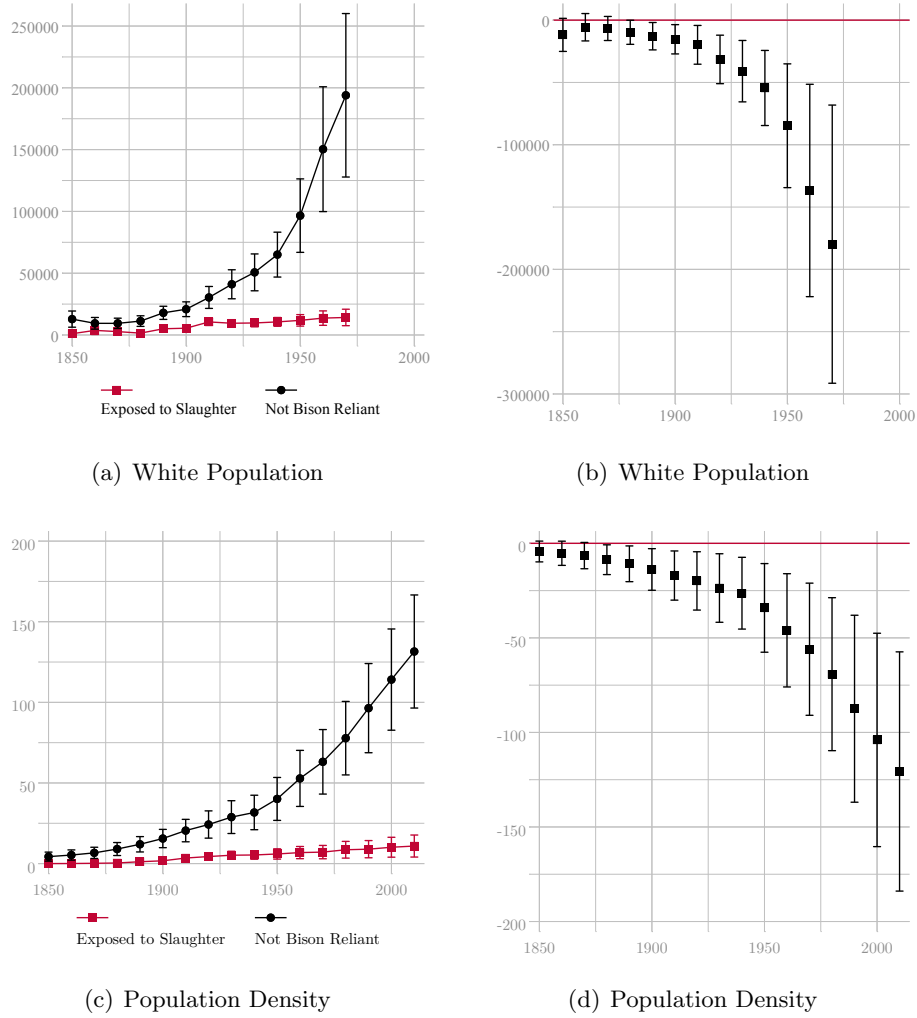 250000
200000
150000
100000
50000
0
1850 1900 1950 2000
Exposed to Slaughter Not Bison Reliant
(a) White Population
0
-100000
-200000
-300000
1850 1900 1950 2000
(b) White Population
200
150
100
50
0
1850 1900 1950 2000
Exposed to Slaughter Not Bison Reliant
(c) Population Density
0
-50
-100
-150
-200
1850 1900 1950 2000
(d) Population Density